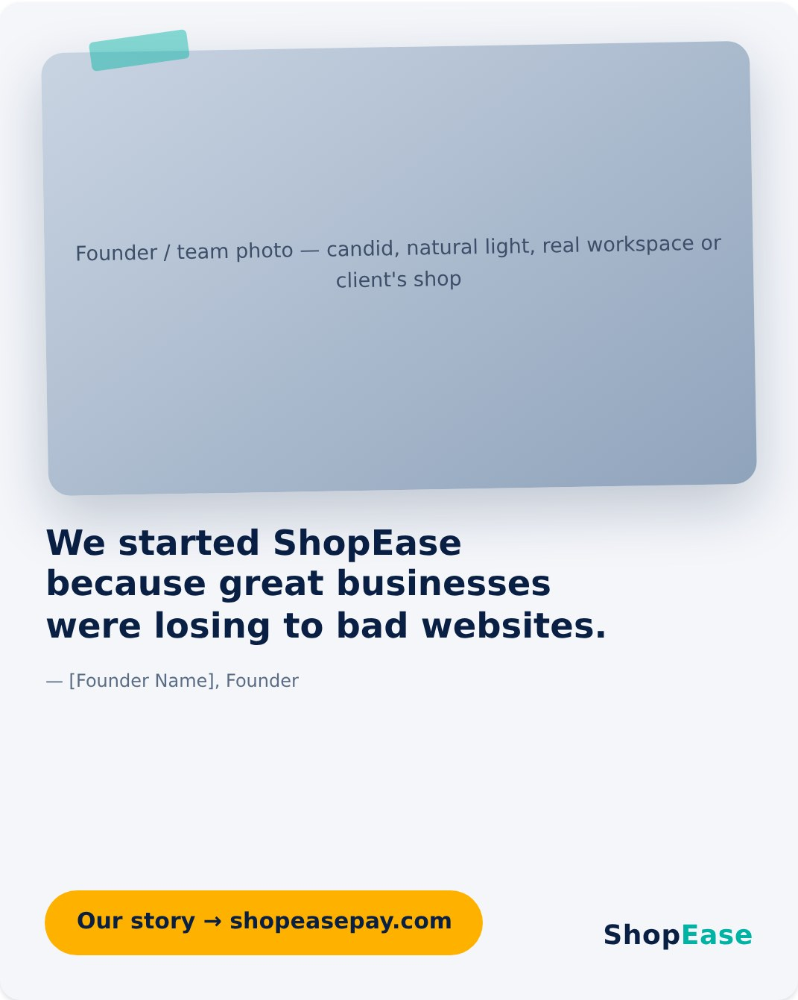 Founder / team photo — candid, natural light, real workspace or
client's shop
We started ShopEase
because great businesses
were losing to bad websites.
— [Founder Name], Founder
Our story → shopeasepay.com
ShopEase